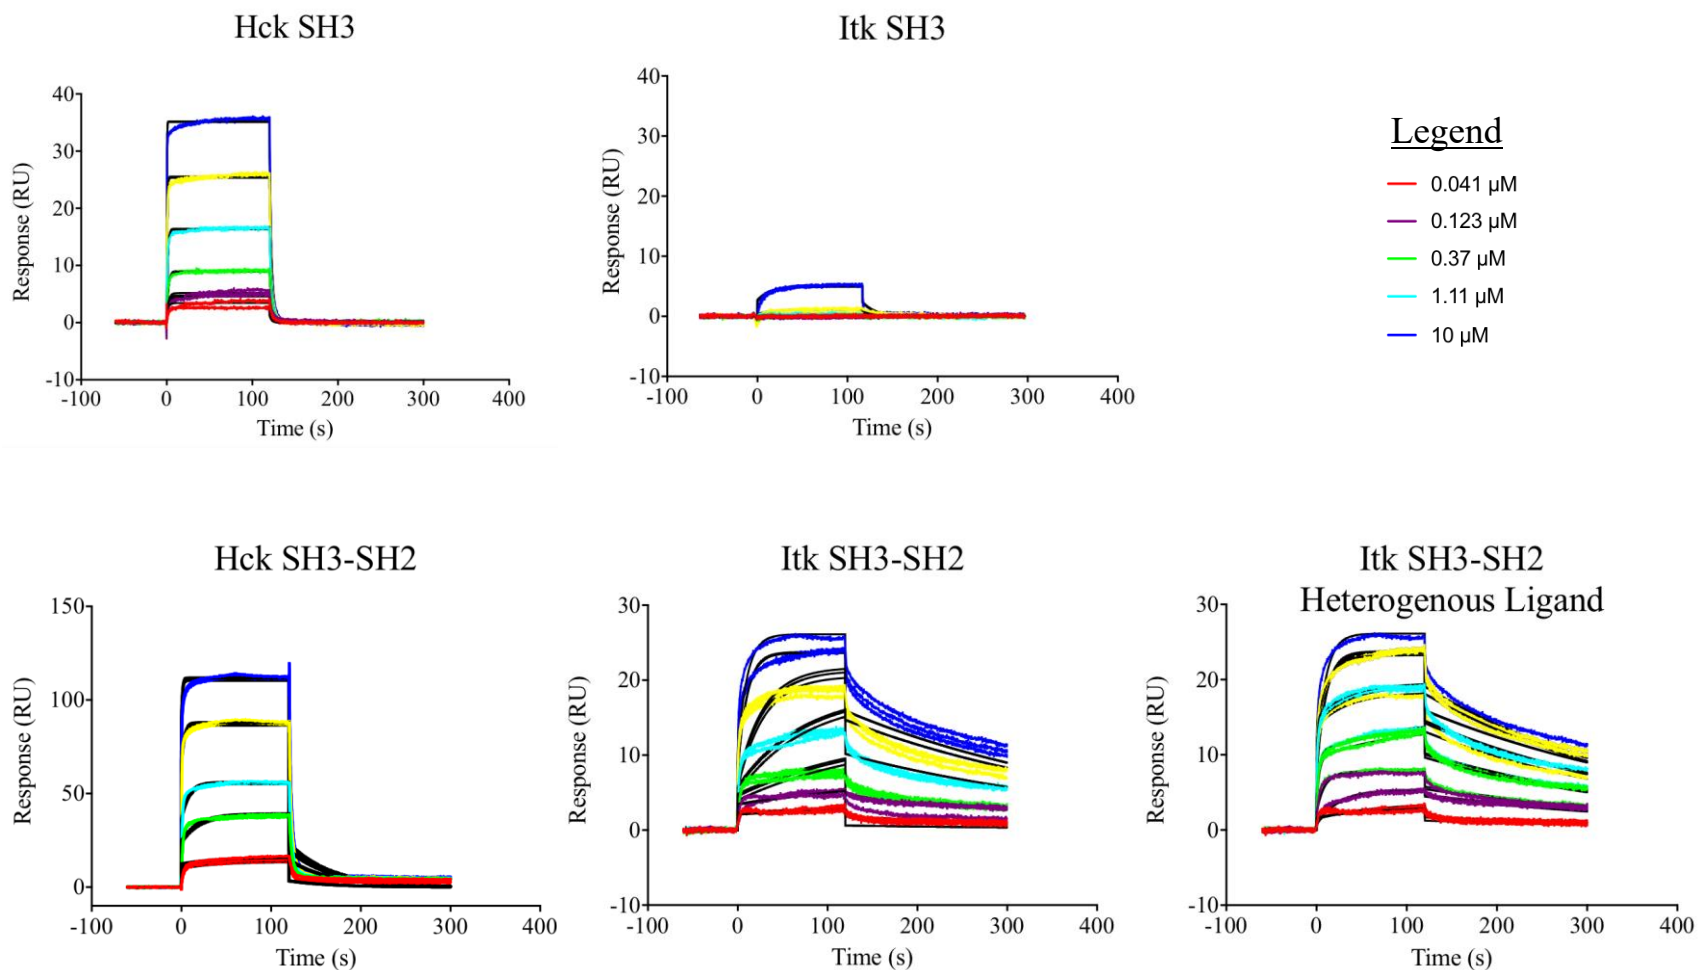 Hck SH3
40
30
20
10
0
-10
-100
0
100
200
300
400
Response (RU)
Time (s)
Itk SH3
40
30
20
10
0
-10
-100
0
100
200
300
400
Response (RU)
Time (s)
Legend
0.041 µM
0.123 µM
0.37 µM
1.11 µM
10 µM
Hck SH3-SH2
150
100
50
0
-100
0
100
200
300
400
Response (RU)
Time (s)
Itk SH3-SH2
30
20
10
0
-10
-100
0
100
200
300
400
Response (RU)
Time (s)
Itk SH3-SH2
Heterogenous Ligand
30
20
10
0
-10
-100
0
100
200
300
400
Response (RU)
Time (s)